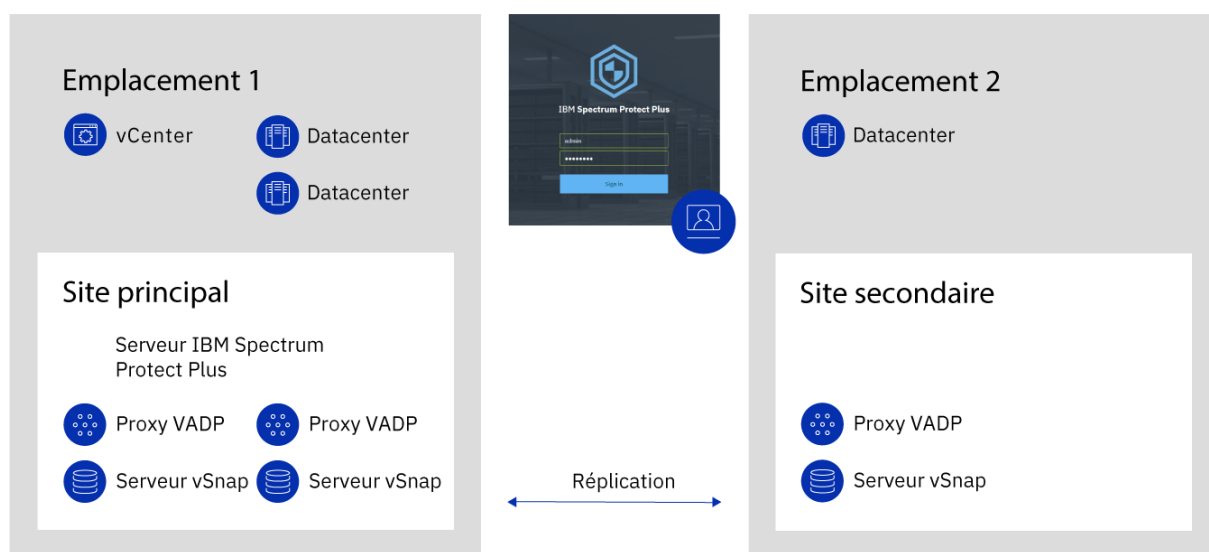 Emplacement 1
vCenter
Datacenter
Datacenter
Site principal
Serveur IBM Spectrum
Protect Plus
Proxy VADP
Proxy VADP
Serveur vSnap
Serveur vSnap
IBM Spectrum Protect Plus
admin
••••••••
Sign in
Réplication
Emplacement 2
Datacenter
Site secondaire
Proxy VADP
Serveur vSnap